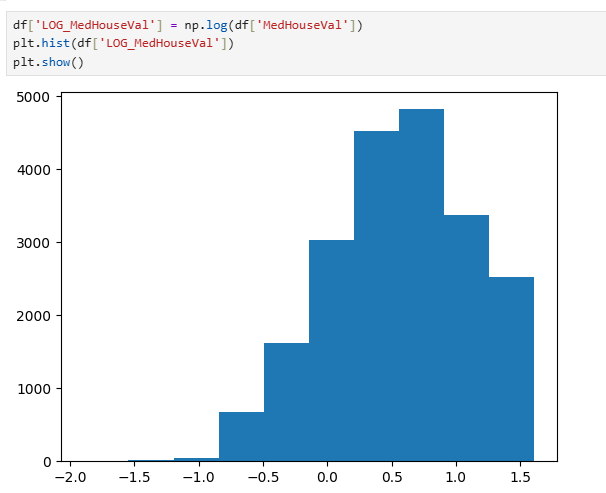 df['LOG_MedHouseVal'] = np.log(df['MedHouseVal'])
plt.hist(df['LOG_MedHouseVal'])
plt.show()
5000
4000
3000
2000
1000
0
−2.0 −1.5 −1.0 −0.5 0.0 0.5 1.0 1.5